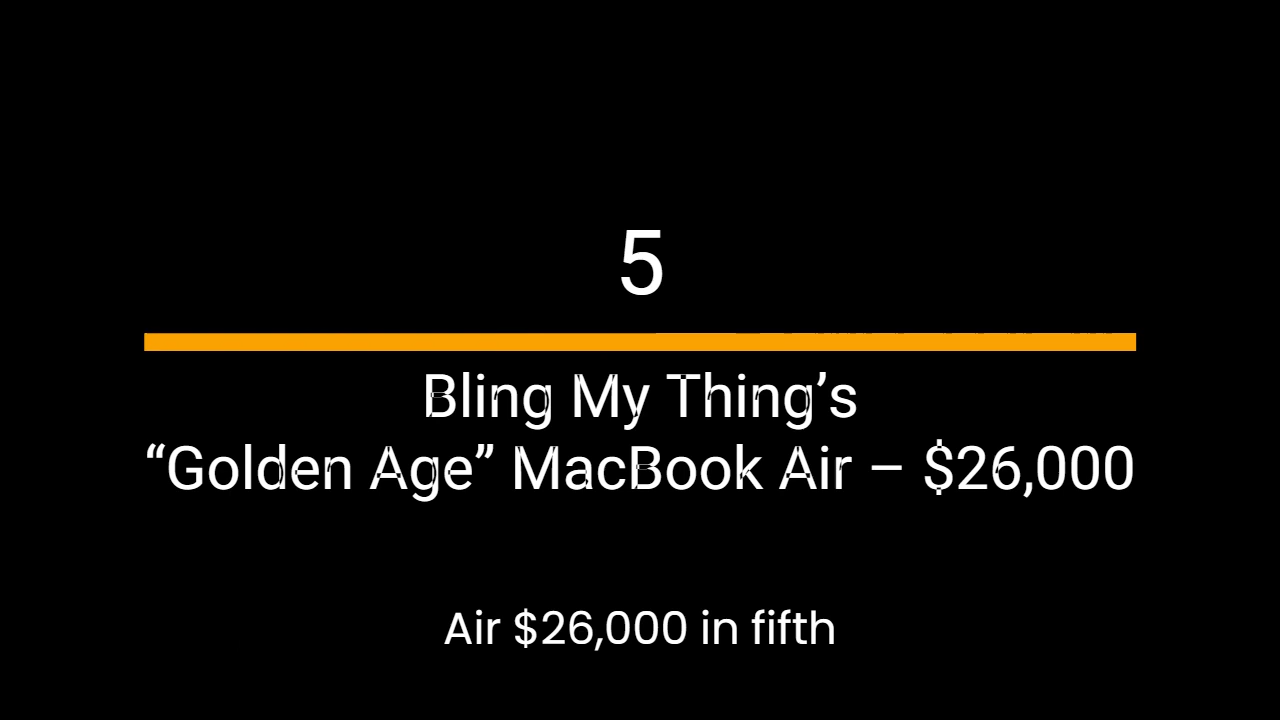 5
Bling My Thing’s
“Golden Age” MacBook Air – $26,000
Air $26,000 in fifth